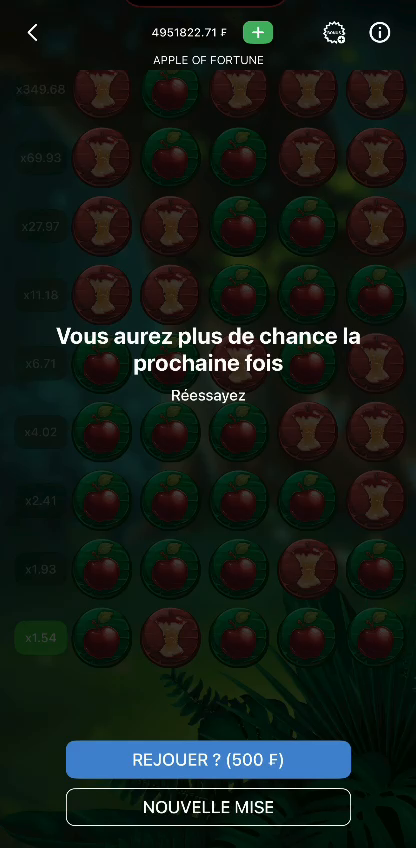 4951822.71 ₣
+
BONUS
APPLE OF FORTUNE
x349.68
x69.93
x27.97
x11.18
Vous aurez plus de chance la
prochaine fois
x6.71
Réessayez
x4.02
x2.41
x1.93
x1.54
REJOUER ? (500 ₣)
NOUVELLE MISE